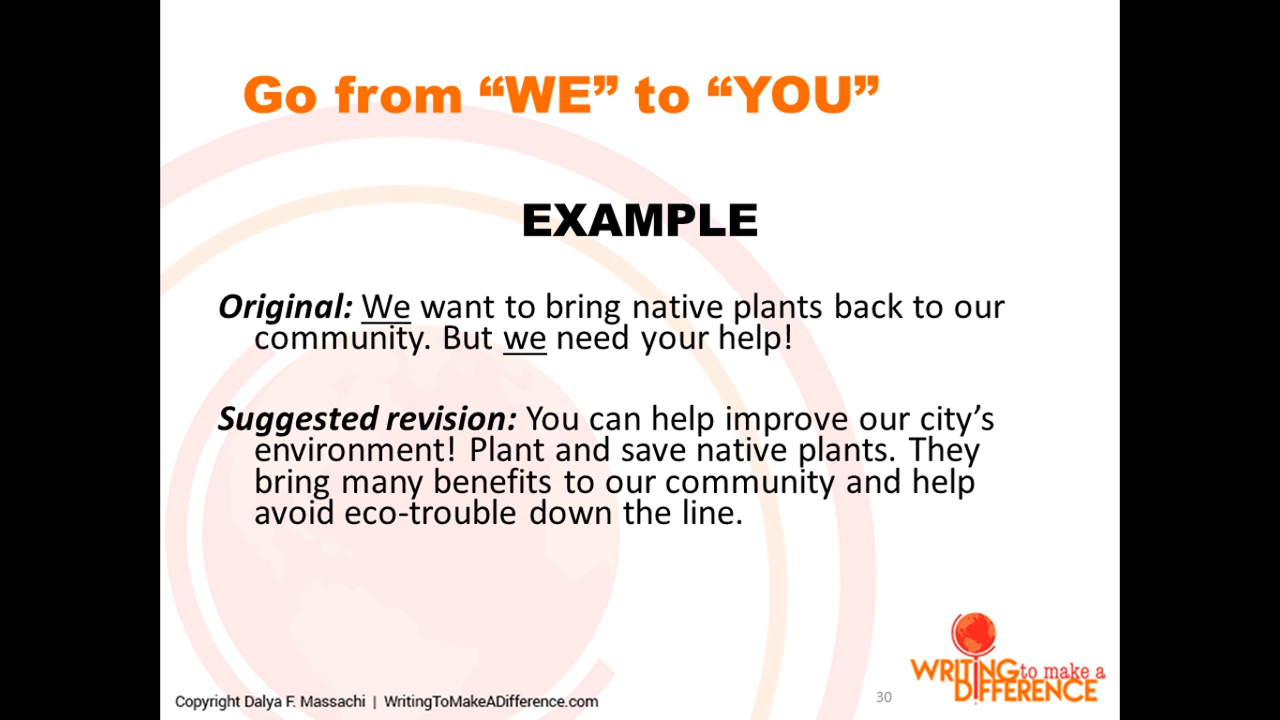 Go from “WE” to “YOU”
EXAMPLE
Original: We want to bring native plants back to our
community. But we need your help!
Suggested revision: You can help improve our city’s
environment! Plant and save native plants. They
bring many benefits to our community and help
avoid eco-trouble down the line.
WRITING to make a
DIFFERENCE
Copyright Dalya F. Massachi | WritingToMakeADifference.com
30